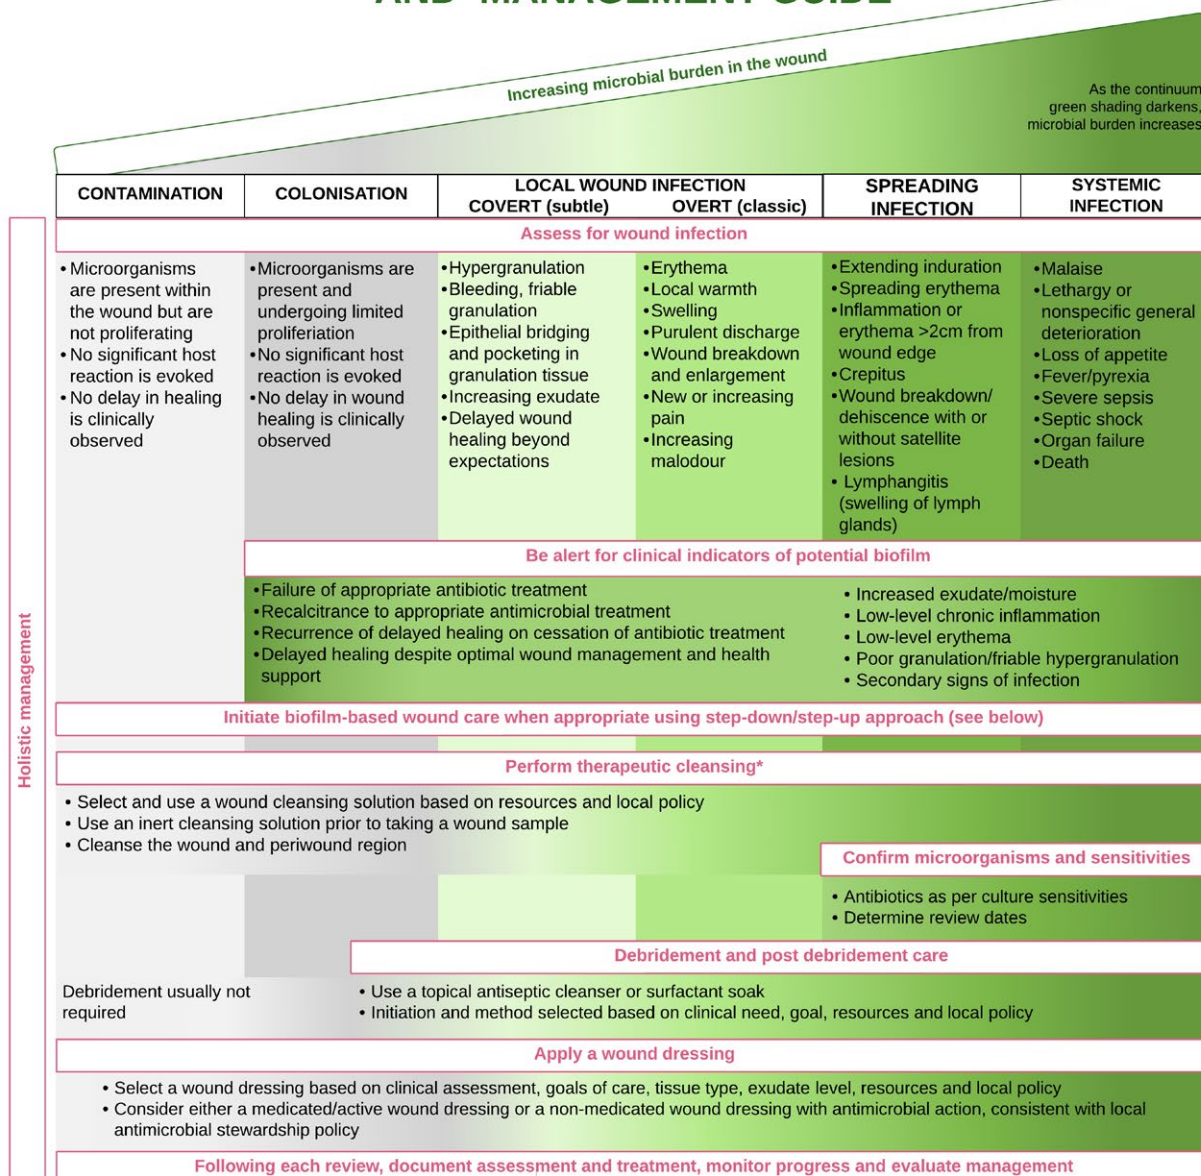 AND MANAGEMENT GUIDE
Increasing microbial burden in the wound
As the continuum
green shading darkens,
microbial burden increases
CONTAMINATION
COLONISATION
LOCAL WOUND INFECTION
COVERT (subtle) OVERT (classic)
SPREADING
INFECTION
SYSTEMIC
INFECTION
Holistic management
Assess for wound infection
• Microorganisms
are present within
the wound but are
not proliferating
• No significant host
reaction is evoked
• No delay in healing
is clinically
observed
• Microorganisms are
present and
undergoing limited
proliferiation
• No significant host
reaction is evoked
• No delay in wound
healing is clinically
observed
• Hypergranulation
• Bleeding, friable
granulation
• Epithelial bridging
and pocketing in
granulation tissue
• Increasing exudate
• Delayed wound
healing beyond
expectations
• Erythema
• Local warmth
• Swelling
• Purulent discharge
• Wound breakdown
and enlargement
• New or increasing
pain
• Increasing
malodour
• Extending induration
• Spreading erythema
• Inflammation or
erythema >2cm from
wound edge
• Crepitus
• Wound breakdown/
dehiscence with or
without satellite
lesions
• Lymphangitis
(swelling of lymph
glands)
• Malaise
• Lethargy or
nonspecific general
deterioration
• Loss of appetite
• Fever/pyrexia
• Severe sepsis
• Septic shock
• Organ failure
• Death
Be alert for clinical indicators of potential biofilm
• Failure of appropriate antibiotic treatment
• Recalcitrance to appropriate antimicrobial treatment
• Recurrence of delayed healing on cessation of antibiotic treatment
• Delayed healing despite optimal wound management and health
support
• Increased exudate/moisture
• Low-level chronic inflammation
• Low-level erythema
• Poor granulation/friable hypergranulation
• Secondary signs of infection
Initiate biofilm-based wound care when appropriate using step-down/step-up approach (see below)
Perform therapeutic cleansing*
• Select and use a wound cleansing solution based on resources and local policy
• Use an inert cleansing solution prior to taking a wound sample
• Cleanse the wound and periwound region
Confirm microorganisms and sensitivities
• Antibiotics as per culture sensitivities
• Determine review dates
Debridement and post debridement care
Debridement usually not
required
• Use a topical antiseptic cleanser or surfactant soak
• Initiation and method selected based on clinical need, goal, resources and local policy
Apply a wound dressing
• Select a wound dressing based on clinical assessment, goals of care, tissue type, exudate level, resources and local policy
• Consider either a medicated/active wound dressing or a non-medicated wound dressing with antimicrobial action, consistent with local
antimicrobial stewardship policy
Following each review, document assessment and treatment, monitor progress and evaluate management